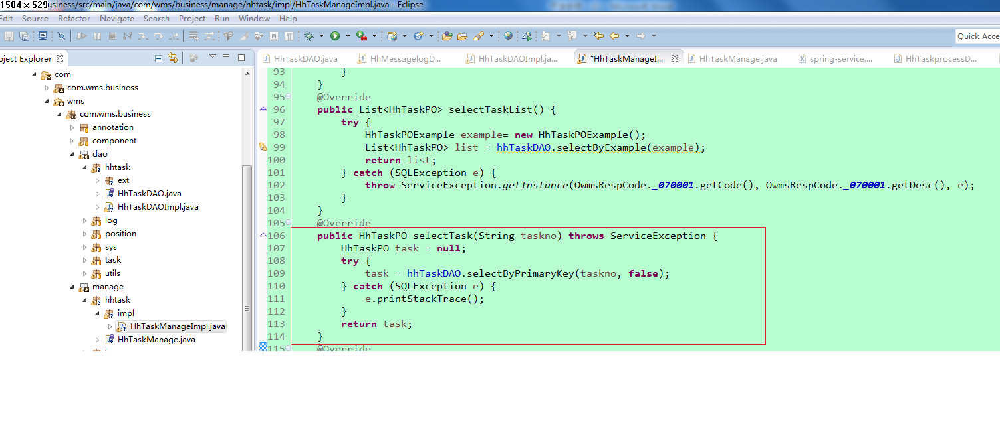 1504 × 529usiness/src/main/java/com/wms/business/manage/hhtask/impl/HhTaskManageImpl.java - Eclipse
Edit Source Refactor Navigate Search Project Run Window Help
Quick Acce
oject Explorer
HhTaskDAO.java HhMessagelogD... HhTaskDAOImpl.ja... *HhTaskManageI... HhTaskManage.java spring-service.... HhTaskprocessD...
com
com.wms.business
wms
com.wms.business
annotation
component
dao
hhtask
ext
HhTaskDAO.java
HhTaskDAOImpl.java
log
position
sys
task
utils
manage
hhtask
impl
HhTaskManageImpl.java
HhTaskManage.java
93 }
94 }
95 @Override
96 public List<HhTaskPO> selectTaskList() {
97 try {
98 HhTaskPOExample example= new HhTaskPOExample();
99 List<HhTaskPO> list = hhTaskDAO.selectByExample(example);
100 return list;
101 } catch (SQLException e) {
102 throw ServiceException.getInstance(OwmsRespCode._070001.getCode(), OwmsRespCode._070001.getDesc(), e);
103 }
104 }
105 @Override
106 public HhTaskPO selectTask(String taskno) throws ServiceException {
107 HhTaskPO task = null;
108 try {
109 task = hhTaskDAO.selectByPrimaryKey(taskno, false);
110 } catch (SQLException e) {
111 e.printStackTrace();
112 }
113 return task;
114 }
115 @Override